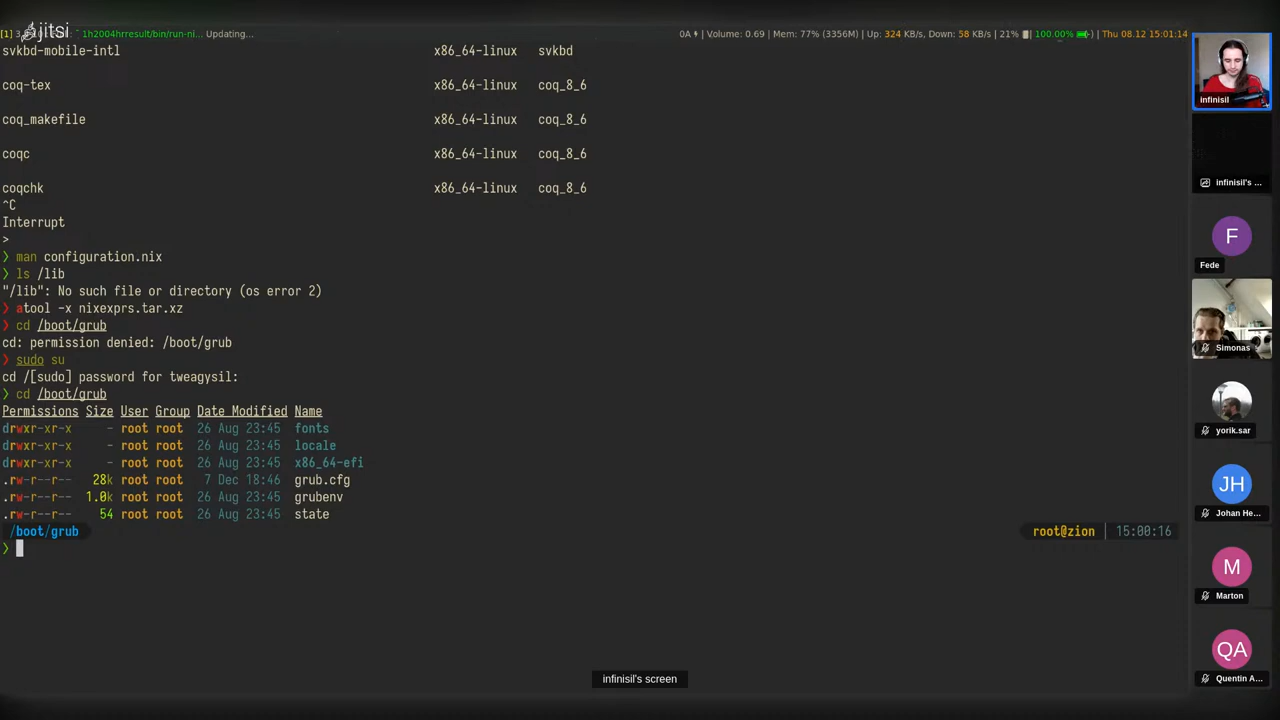 jitsi
[1] 1h2004hrresult/bin/run-ni... Updating... 0A | Volume: 0.69 | Mem: 77% (3356M) | Up: 324 KB/s, Down: 58 KB/s | 21% | 100.00% | Thu 08.12 15:01:14
svkbd-mobile-intl x86_64-linux svkbd
coq-tex x86_64-linux coq_8_6
coq_makefile x86_64-linux coq_8_6
coqc x86_64-linux coq_8_6
coqchk x86_64-linux coq_8_6
^C
Interrupt
>
❯ man configuration.nix
❯ ls /lib
"/lib": No such file or directory (os error 2)
❯ atool -x nixexprs.tar.xz
❯ cd /boot/grub
cd: permission denied: /boot/grub
❯ sudo su
cd /[sudo] password for tweagysil:
❯ cd /boot/grub
Permissions Size User Group Date Modified Name
drwxr-xr-x - root root 26 Aug 23:45 fonts
drwxr-xr-x - root root 26 Aug 23:45 locale
drwxr-xr-x - root root 26 Aug 23:45 x86_64-efi
.rw-r--r-- 28k root root 7 Dec 18:46 grub.cfg
.rw-r--r-- 1.0k root root 26 Aug 23:45 grubenv
.rw-r--r-- 54 root root 26 Aug 23:45 state
/boot/grub root@zion 15:00:16
❯
infinisil's screen
infinisil
infinisil's ...
F
Fede
Simonas
yorik.sar
JH
Johan He...
M
Marton
QA
Quentin A...